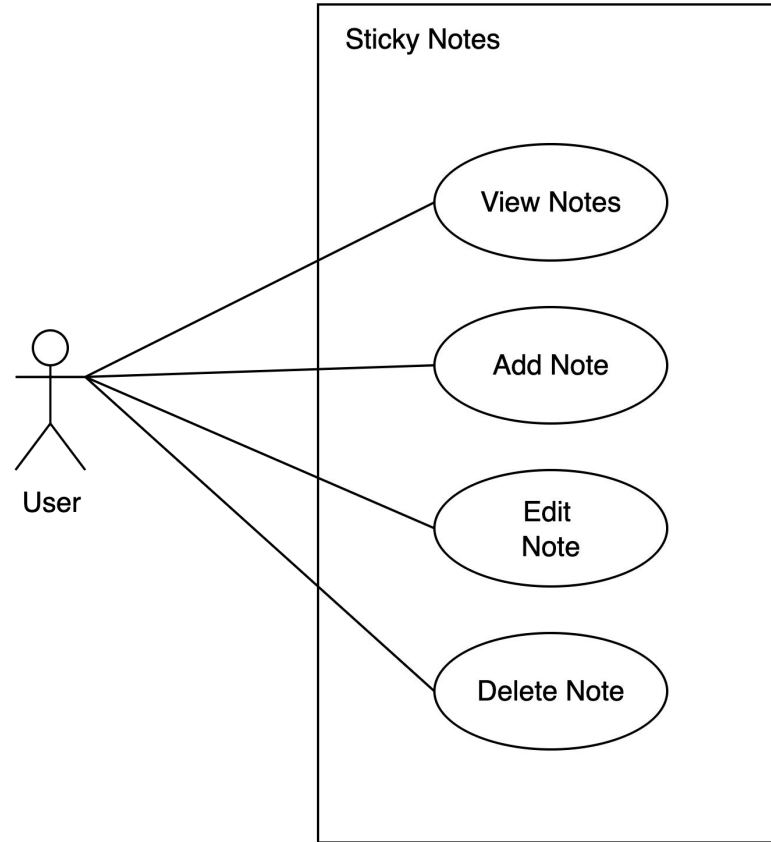 Sticky Notes
View Notes
Add Note
Edit
Note
Delete Note
User